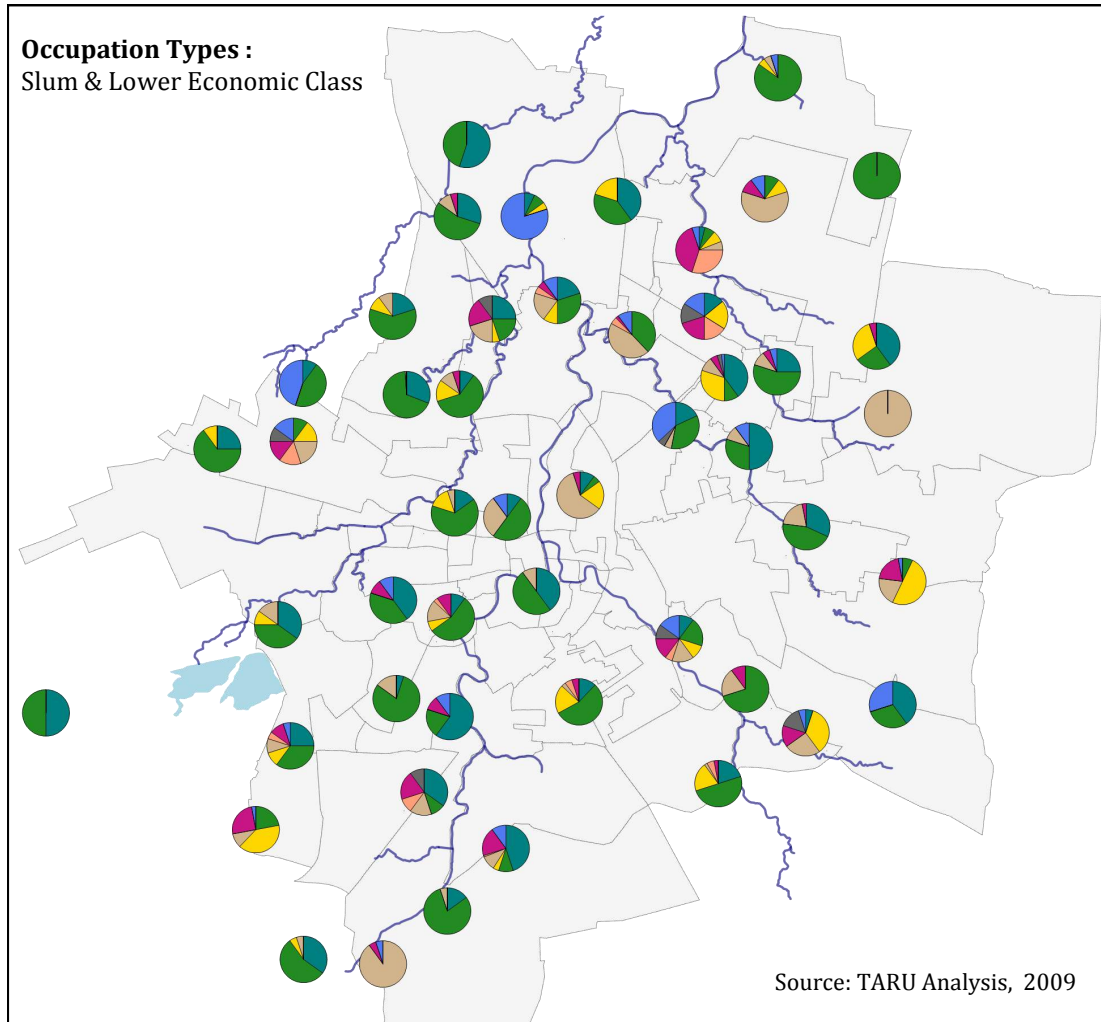 Occupation Types :
Slum & Lower Economic Class
Source: TARU Analysis, 2009